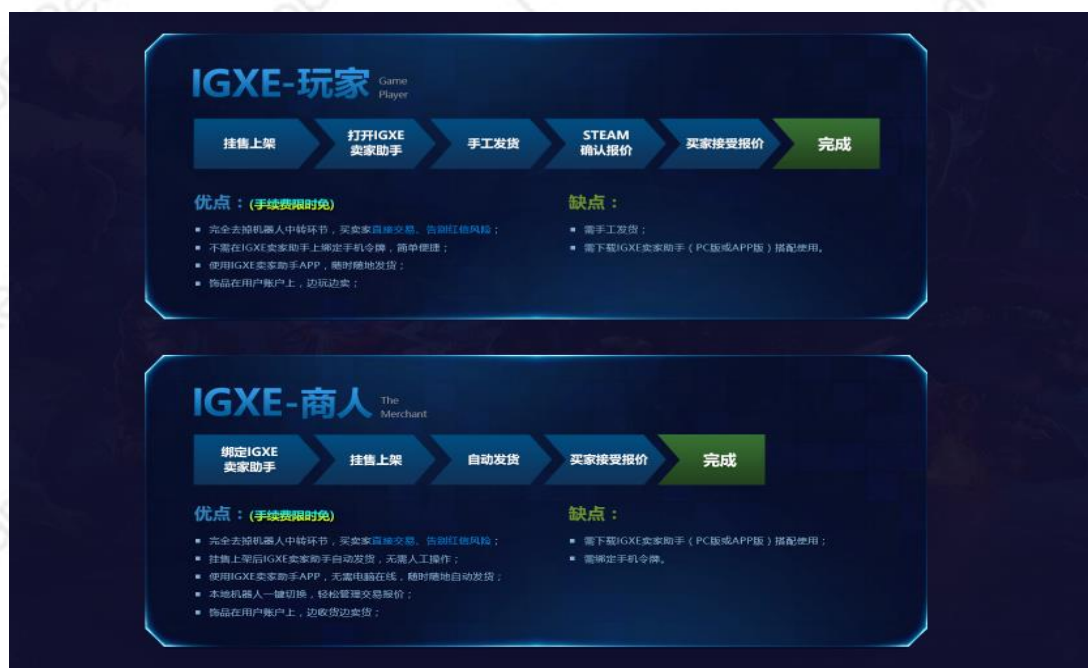 IGXE-玩家 Game
Player
挂售上架
打开IGXE
卖家助手
手工发货
STEAM
确认报价
买家接受报价
完成
优点：(手续费限时免)
缺点：
▪ 完全去掉机器人中转环节，买卖家直接交易、告别红信风险；
▪ 不需在IGXE卖家助手上绑定手机令牌，简单便捷；
▪ 使用IGXE卖家助手APP，随时随地发货；
▪ 饰品在用户账户上，边玩边卖；
▪ 需手工发货；
▪ 需下载IGXE卖家助手（PC版或APP版）搭配使用。
IGXE-商人 The
Merchant
绑定IGXE
卖家助手
挂售上架
自动发货
买家接受报价
完成
优点：(手续费限时免)
缺点：
▪ 完全去掉机器人中转环节，买卖家直接交易、告别红信风险；
▪ 挂售上架后IGXE卖家助手自动发货，无需人工操作；
▪ 使用IGXE卖家助手APP，无需电脑在线，随时随地自动发货；
▪ 本地机器人一键切换，轻松管理交易报价；
▪ 饰品在用户账户上，边收货边卖货；
▪ 需下载IGXE卖家助手（PC版或APP版）搭配使用；
▪ 需绑定手机令牌。